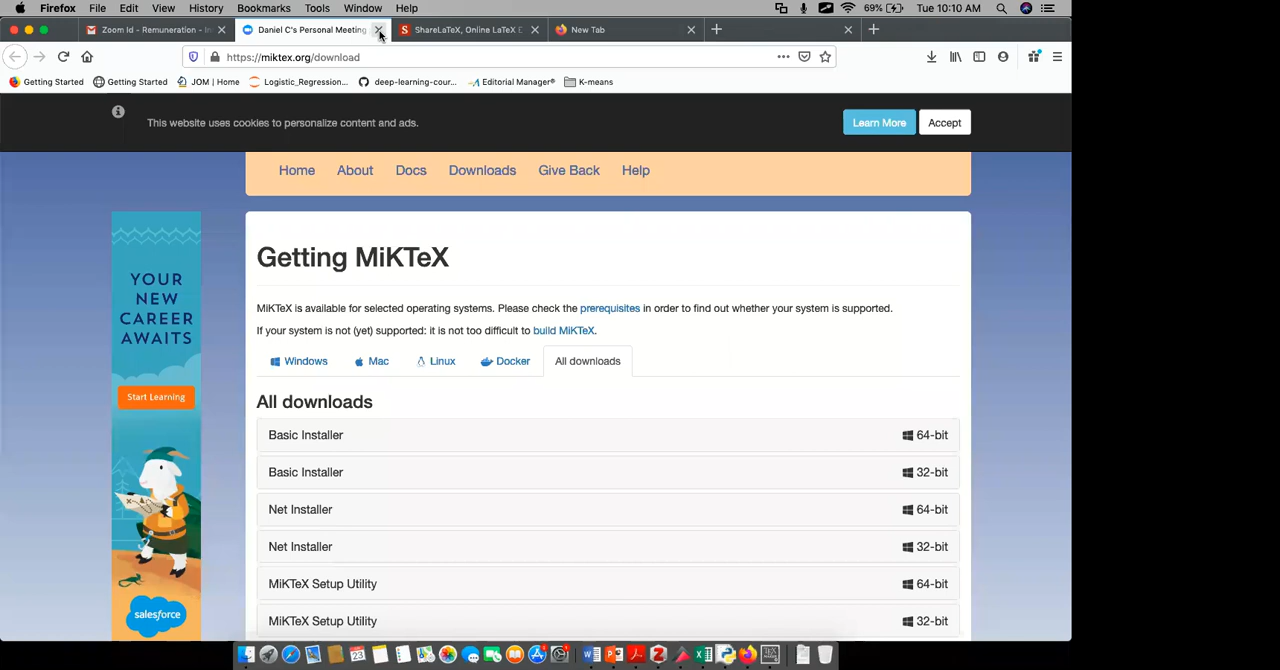 Firefox File Edit View History Bookmarks Tools Window Help 69% Tue 10:10 AM
Zoom Id - Remuneration - In Daniel C's Personal Meeting ShareLaTeX, Online LaTeX E New Tab
https://miktex.org/download
Getting Started Getting Started JOM | Home Logistic_Regression... deep-learning-cour... Editorial Manager® K-means
This website uses cookies to personalize content and ads. Learn More Accept
Home About Docs Downloads Give Back Help
YOUR
NEW
CAREER
AWAITS
Start Learning
salesforce
Getting MiKTeX
MiKTeX is available for selected operating systems. Please check the prerequisites in order to find out whether your system is supported.
If your system is not (yet) supported: it is not too difficult to build MiKTeX.
Windows Mac Linux Docker All downloads
All downloads
Basic Installer 64-bit
Basic Installer 32-bit
Net Installer 64-bit
Net Installer 32-bit
MiKTeX Setup Utility 64-bit
MiKTeX Setup Utility 32-bit